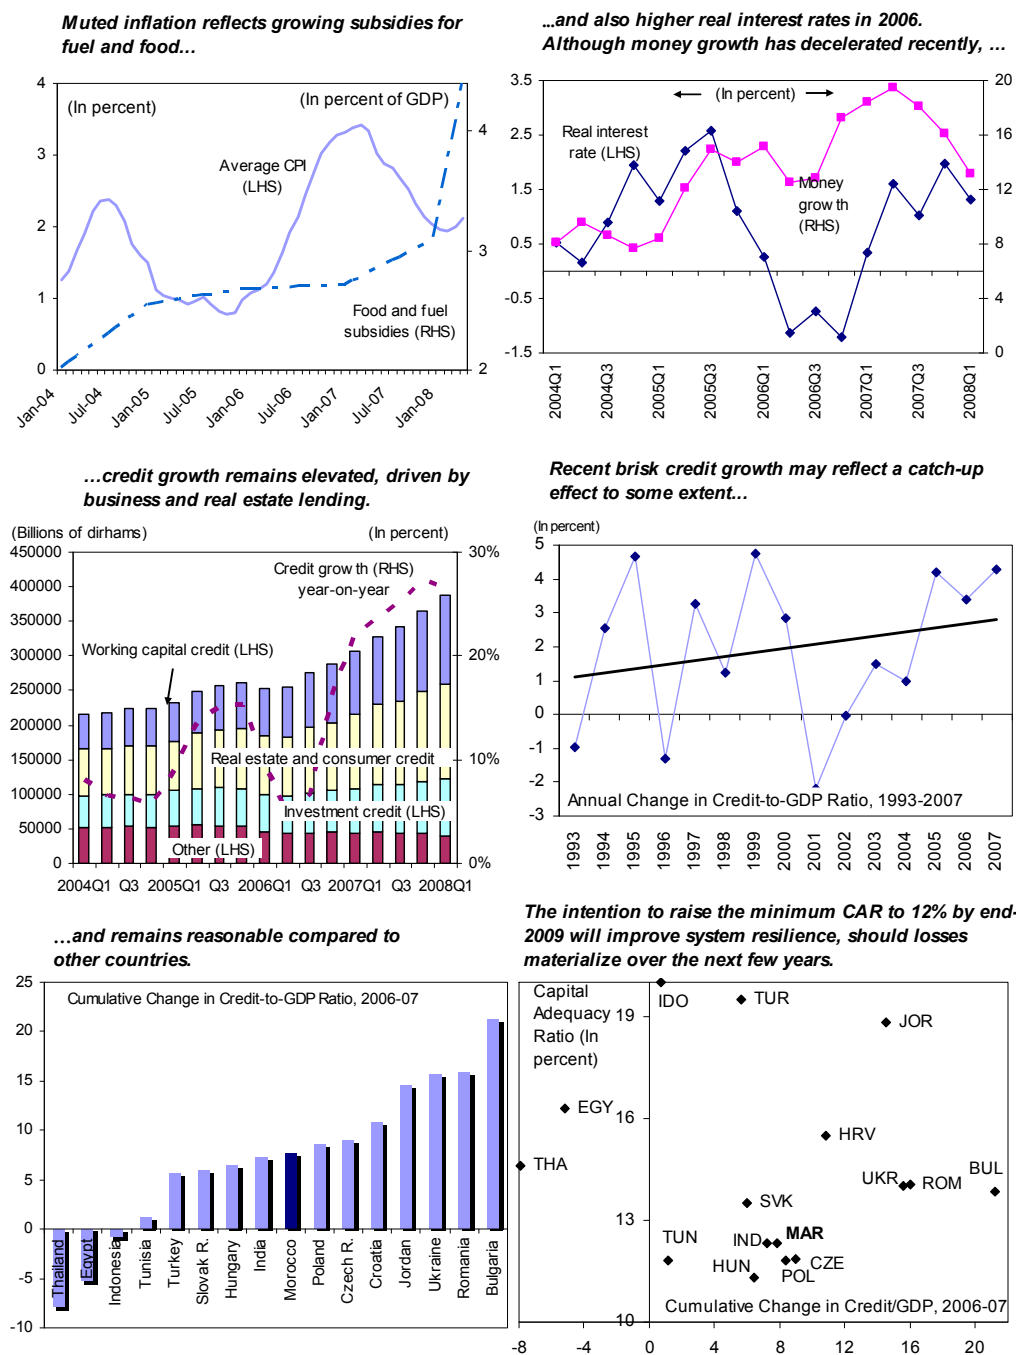 Muted inflation reflects growing subsidies for
fuel and food...
4
3
2
1
0
(In percent)
(In percent of GDP)
Average CPI
(LHS)
Food and fuel
subsidies (RHS)
4
3
2
Jan-04
Jul-04
Jan-05
Jul-05
Jan-06
Jul-06
Jan-07
Jul-07
Jan-08
...and also higher real interest rates in 2006.
Although money growth has decelerated recently, ...
3.5
2.5
1.5
0.5
-0.5
-1.5
(In percent)
Real interest
rate (LHS)
Money
growth
(RHS)
20
16
12
8
4
0
2004Q1
2004Q3
2005Q1
2005Q3
2006Q1
2006Q3
2007Q1
2007Q3
2008Q1
...credit growth remains elevated, driven by
business and real estate lending.
(Billions of dirhams)
(In percent)
450000
400000
350000
300000
250000
200000
150000
100000
50000
0
Credit growth (RHS)
year-on-year
Working capital credit (LHS)
Real estate and consumer credit
Investment credit (LHS)
Other (LHS)
30%
20%
10%
0%
2004Q1 Q3 2005Q1 Q3 2006Q1 Q3 2007Q1 Q3 2008Q1
Recent brisk credit growth may reflect a catch-up
effect to some extent...
(In percent)
5
4
3
2
1
0
-1
-2
-3
Annual Change in Credit-to-GDP Ratio, 1993-2007
1993
1994
1995
1996
1997
1998
1999
2000
2001
2002
2003
2004
2005
2006
2007
...and remains reasonable compared to
other countries.
25
20
15
10
5
0
-5
-10
Cumulative Change in Credit-to-GDP Ratio, 2006-07
Thailand
Egypt
Indonesia
Tunisia
Turkey
Slovak R.
Hungary
India
Morocco
Poland
Czech R.
Croatia
Jordan
Ukraine
Romania
Bulgaria
The intention to raise the minimum CAR to 12% by end-
2009 will improve system resilience, should losses
materialize over the next few years.
Capital
Adequacy
Ratio (In
percent)
19
16
13
10
IDO
TUR
JOR
EGY
HRV
THA
UKR
ROM
BUL
SVK
TUN
IND
MAR
HUN
POL
CZE
Cumulative Change in Credit/GDP, 2006-07
-8 -4 0 4 8 12 16 20